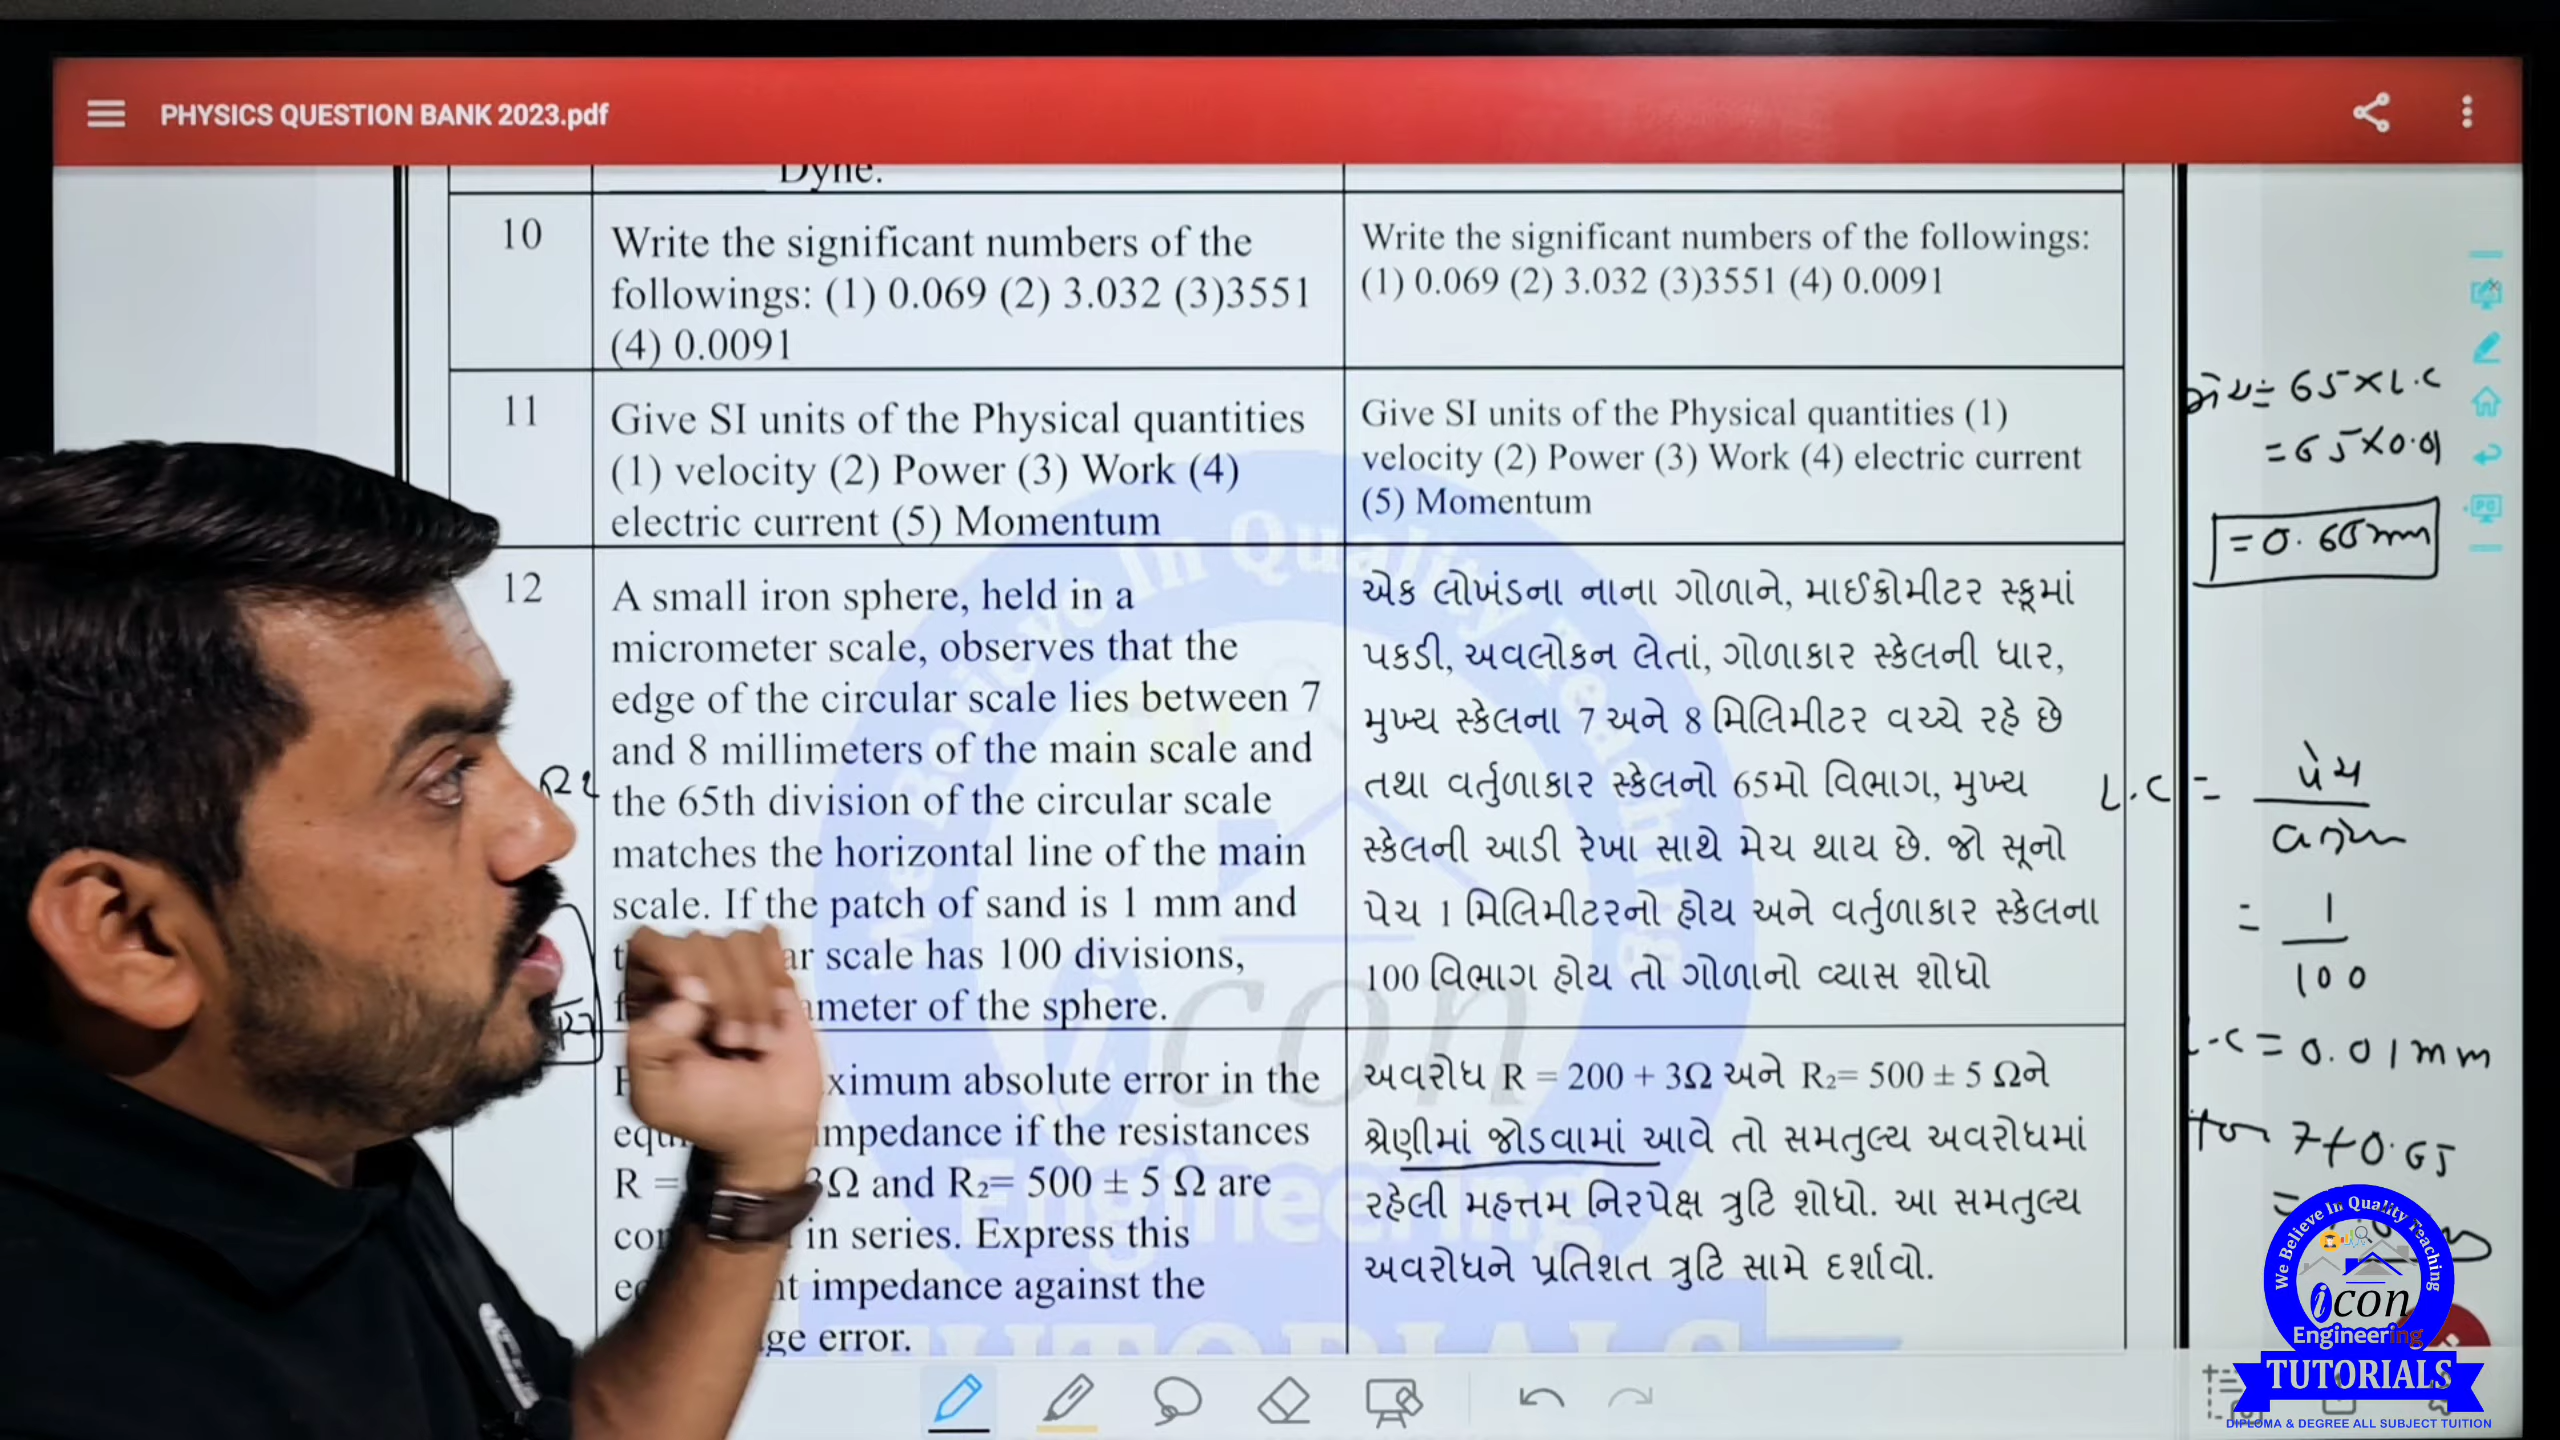 PHYSICS QUESTION BANK 2023.pdf
Dyne.
10
Write the significant numbers of the
followings: (1) 0.069 (2) 3.032 (3)3551
(4) 0.0091
Write the significant numbers of the followings:
(1) 0.069 (2) 3.032 (3)3551 (4) 0.0091
11
Give SI units of the Physical quantities
(1) velocity (2) Power (3) Work (4)
electric current (5) Momentum
Give SI units of the Physical quantities (1)
velocity (2) Power (3) Work (4) electric current
(5) Momentum
12
A small iron sphere, held in a
micrometer scale, observes that the
edge of the circular scale lies between 7
and 8 millimeters of the main scale and
the 65th division of the circular scale
matches the horizontal line of the main
scale. If the patch of sand is 1 mm and
scale has 100 divisions,
of the sphere.
એક લોખંડના નાના ગોળાને, માઈક્રોમીટર સ્ક્રૂમાં
પકડી, અવલોકન લેતાં, ગોળાકાર સ્કેલની ધાર,
મુખ્ય સ્કેલના 7 અને 8 મિલિમીટર વચ્ચે રહે છે
તથા વર્તુળાકાર સ્કેલનો 65મો વિભાગ, મુખ્ય
સ્કેલની આડી રેખા સાથે મેચ થાય છે. જો સૂનો
પેચ 1 મિલિમીટરનો હોય અને વર્તુળાકાર સ્કેલના
100 વિભાગ હોય તો ગોળાનો વ્યાસ શોધો
absolute error in the
if the resistances
R = 3Ω and R₂= 500 ± 5 Ω are
in series. Express this
impedance against the
error.
અવરોધ R = 200 + 3Ω અને R₂= 500 ± 5 Ωને
શ્રેણીમાં જોડવામાં આવે તો સમતુલ્ય અવરોધમાં
રહેલી મહત્તમ નિરપેક્ષ ત્રુટિ શોધો. આ સમતુલ્ય
અવરોધને પ્રતિશત ત્રુટિ સામે દર્શાવો.
= 65 × L.C
= 65 × 0.01
= 0.65 mm
L.C = પેચ
= 1
100
L.C = 0.01 mm
7+0.65
We Believe In Quality Teaching
icon
Engineering
TUTORIALS
DIPLOMA & DEGREE ALL SUBJECT TUITION